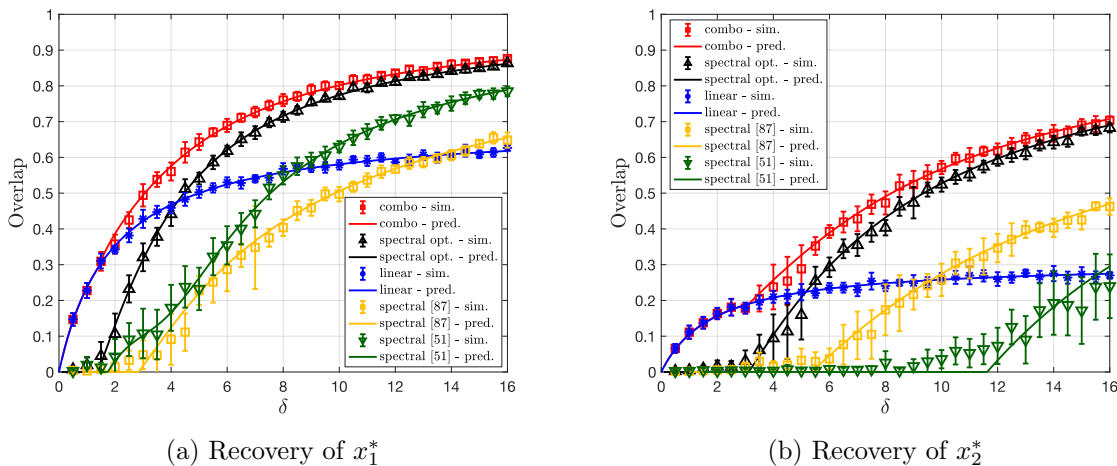 1
0.9
0.8
0.7
0.6
0.5
0.4
0.3
0.2
0.1
0
Overlap
0 2 4 6 8 10 12 14 16
δ
combo - sim.
combo - pred.
spectral opt. - sim.
spectral opt. - pred.
linear - sim.
linear - pred.
spectral [87] - sim.
spectral [87] - pred.
spectral [51] - sim.
spectral [51] - pred.
(a) Recovery of x₁*
1
0.9
0.8
0.7
0.6
0.5
0.4
0.3
0.2
0.1
0
Overlap
combo - sim.
combo - pred.
spectral opt. - sim.
spectral opt. - pred.
linear - sim.
linear - pred.
spectral [87] - sim.
spectral [87] - pred.
spectral [51] - sim.
spectral [51] - pred.
0 2 4 6 8 10 12 14 16
δ
(b) Recovery of x₂*